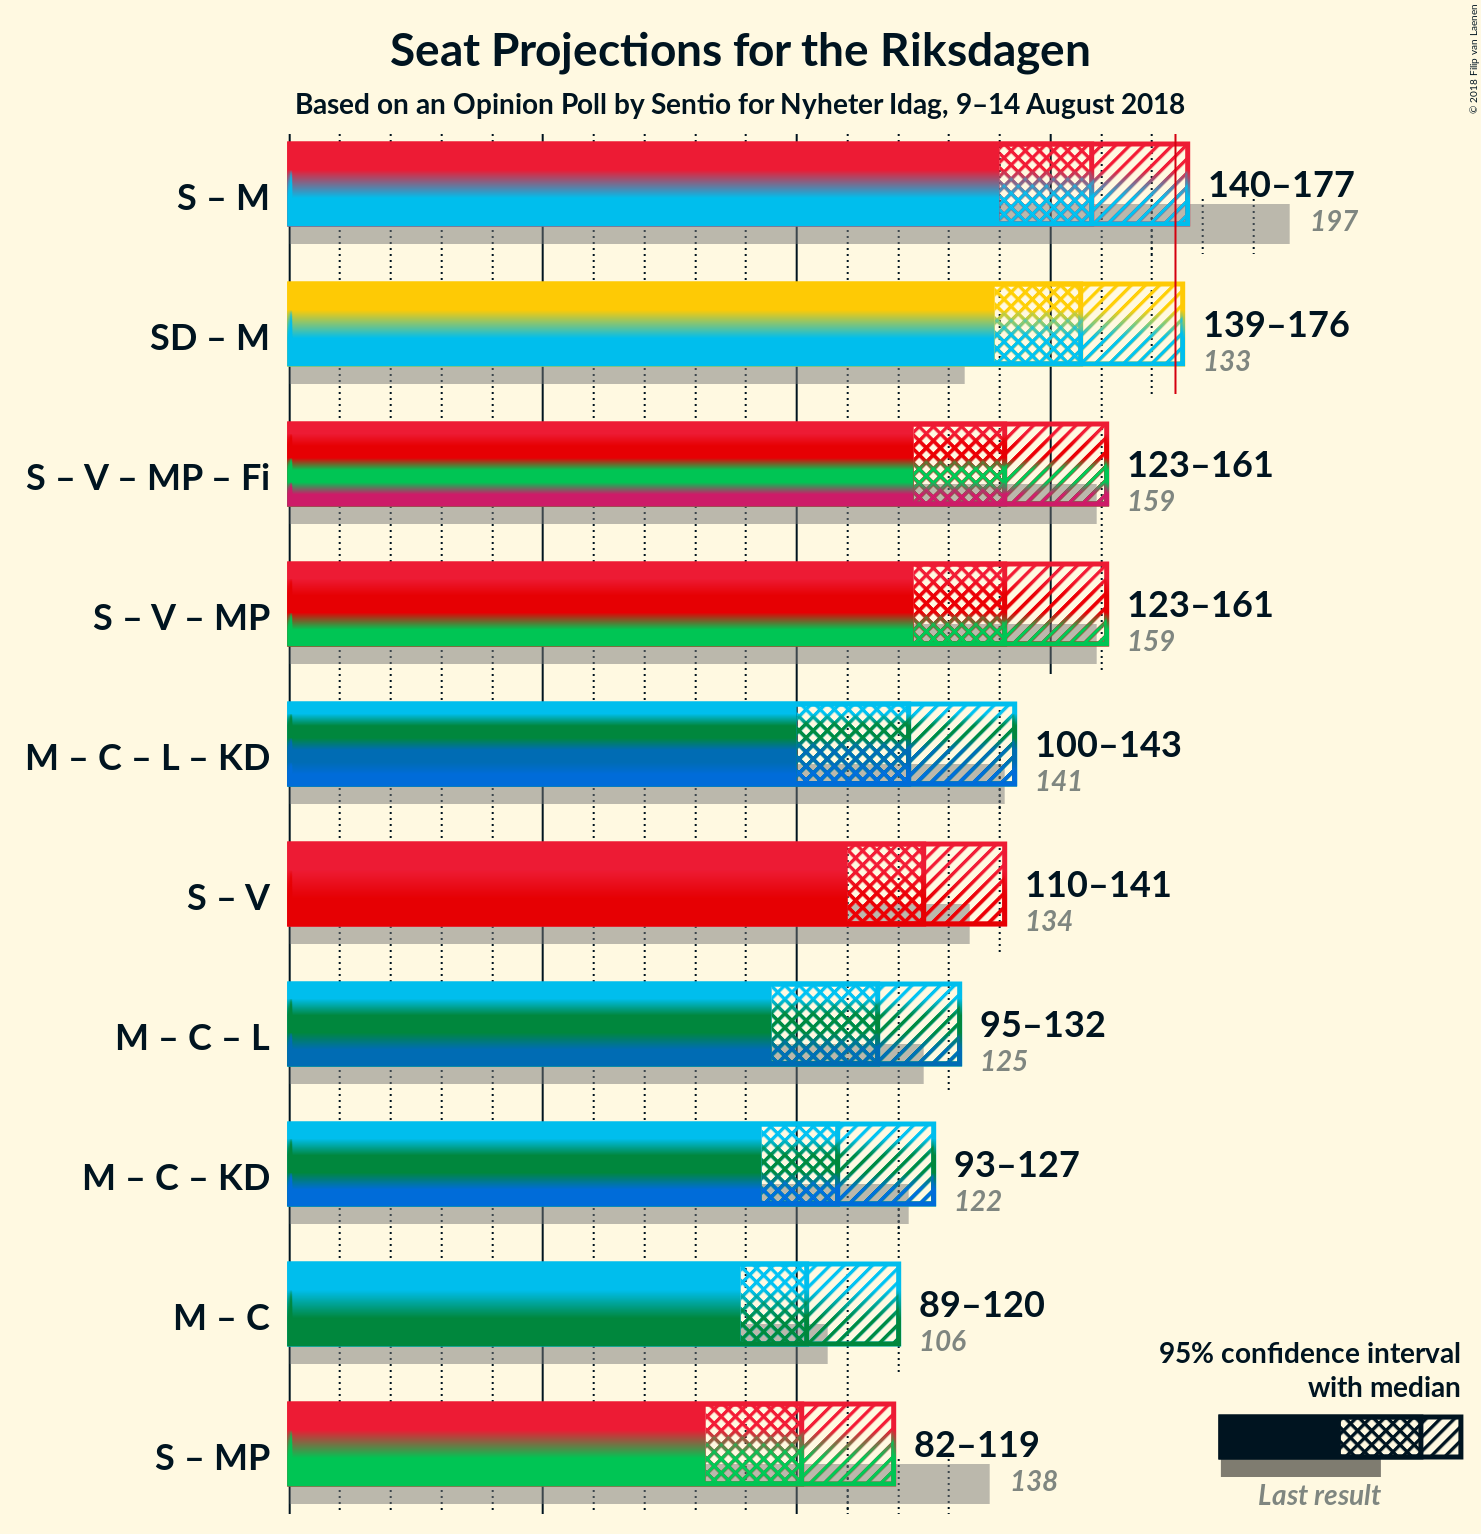 Seat Projections for the Riksdagen
Based on an Opinion Poll by Sentio for Nyheter Idag, 9–14 August 2018
© 2018 Filip van Laenen
S – M
140–177
197
SD – M
139–176
133
S – V – MP – Fi
123–161
159
S – V – MP
123–161
159
M – C – L – KD
100–143
141
S – V
110–141
134
M – C – L
95–132
125
M – C – KD
93–127
122
M – C
89–120
106
S – MP
82–119
138
95% confidence interval
with median
Last result